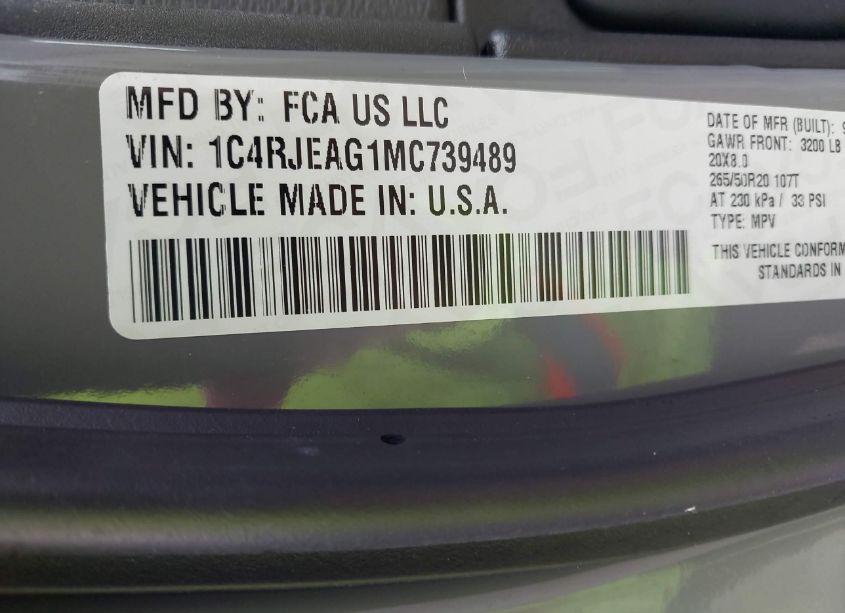 MFD BY: FCA US LLC
VIN: 1C4RJEAG1MC739489
VEHICLE MADE IN: U.S.A.
DATE OF MFR (BUILT): 9
GAWR FRONT: 3200 LB
20X8.0
265/50R20 107T
AT 230 kPa / 33 PSI
TYPE: MPV
THIS VEHICLE CONFORM
STANDARDS IN